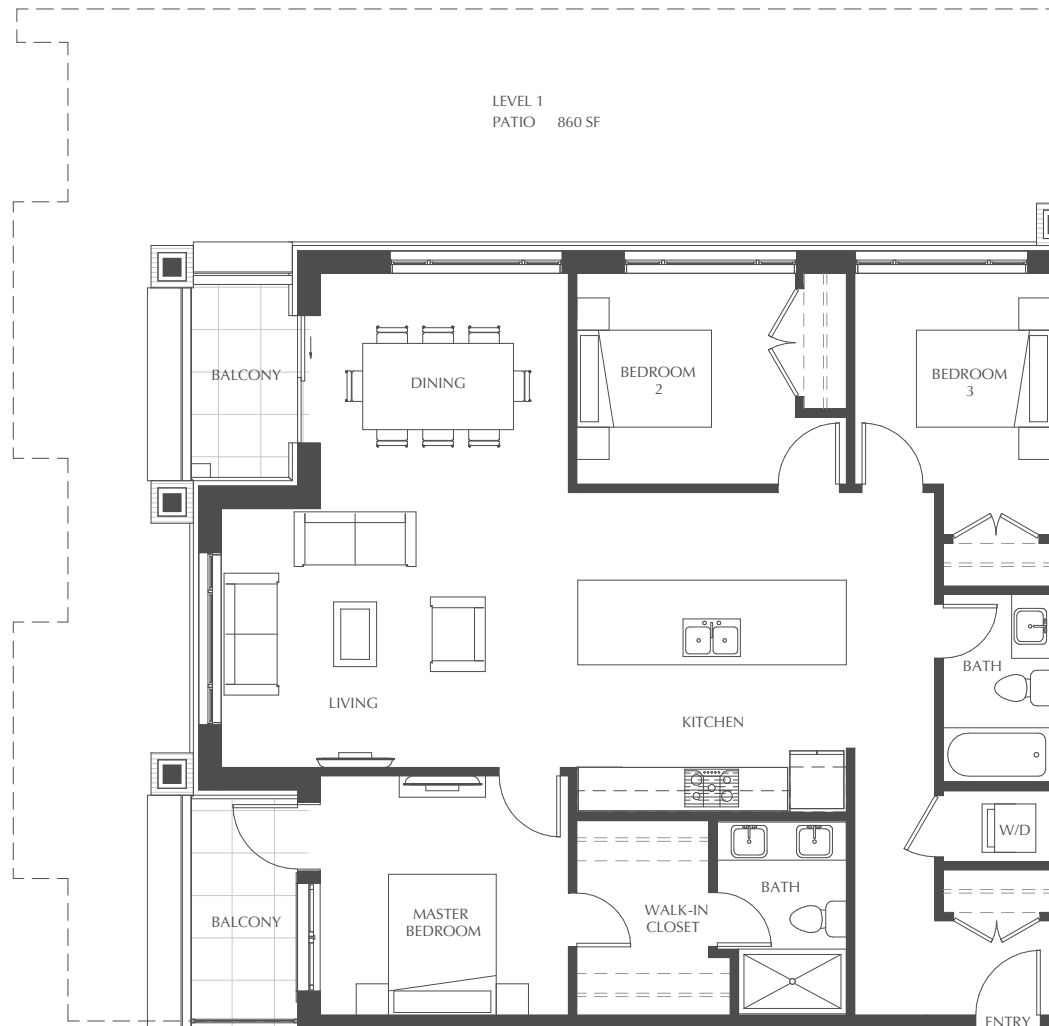 LEVEL 1
PATIO 860 SF
BALCONY
DINING
BEDROOM
2
BEDROOM
3
LIVING
KITCHEN
BATH
W/D
BATH
WALK-IN
CLOSET
MASTER
BEDROOM
BALCONY
ENTRY